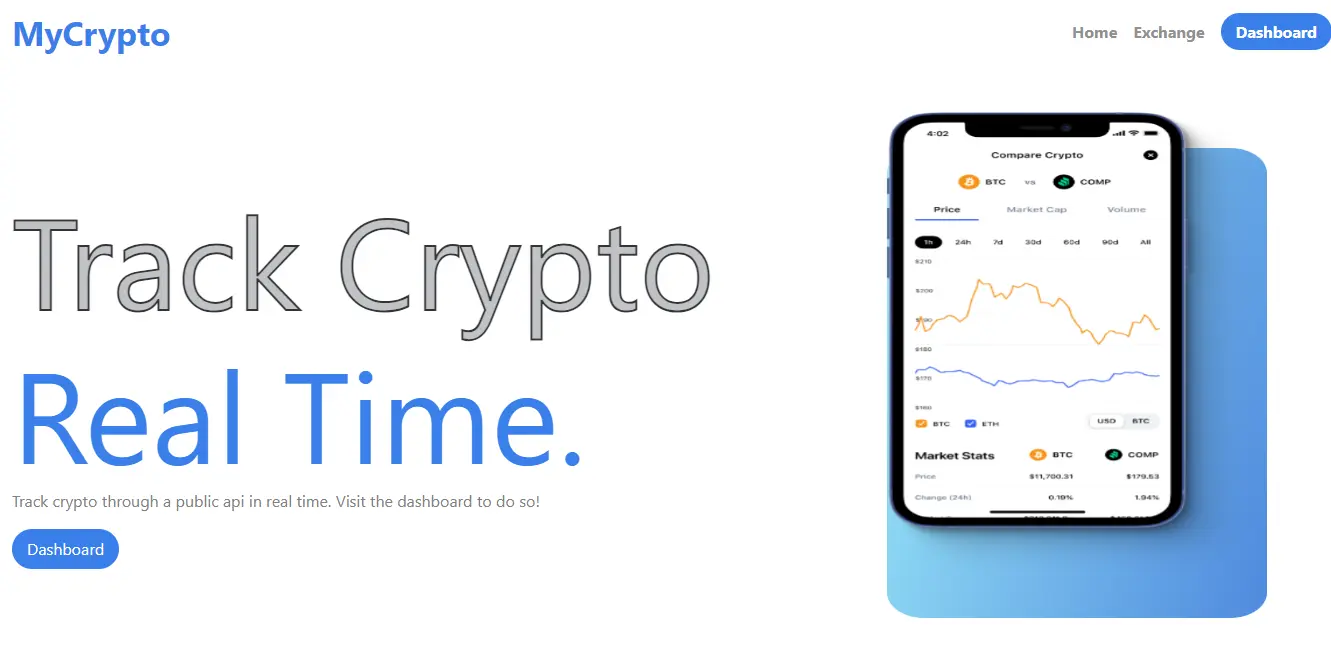 MyCrypto
Home Exchange Dashboard
Track Crypto
Real Time.
Track crypto through a public api in real time. Visit the dashboard to do so!
Dashboard
4:02
Compare Crypto
BTC vs COMP
Price Market Cap Volume
1h 24h 7d 30d 60d 90d All
$210
$200
$190
$180
$170
$160
BTC ETH USD BTC
Market Stats BTC COMP
Price $11,700.31 $179.53
Change (24h) 0.19% 1.94%